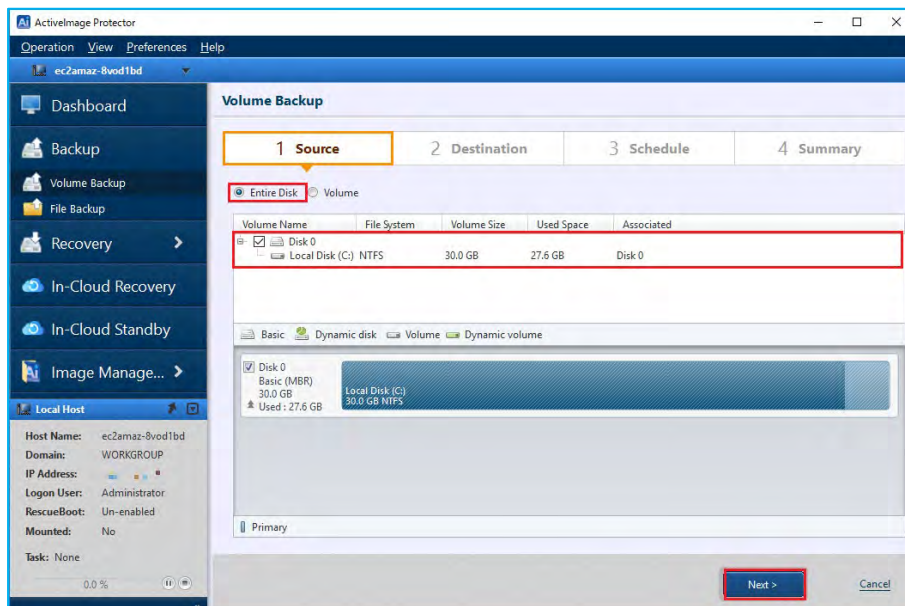 Ai ActiveImage Protector
Operation View Preferences Help
ec2amaz-8vod1bd
Dashboard
Backup
Volume Backup
File Backup
Recovery
In-Cloud Recovery
In-Cloud Standby
Ai Image Manage...
Local Host
Host Name: ec2amaz-8vod1bd
Domain: WORKGROUP
IP Address:
Logon User: Administrator
RescueBoot: Un-enabled
Mounted: No
Task: None
0.0 %
Volume Backup
1 Source 2 Destination 3 Schedule 4 Summary
Entire Disk Volume
Volume Name File System Volume Size Used Space Associated
Disk 0
Local Disk (C:) NTFS 30.0 GB 27.6 GB Disk 0
Basic Dynamic disk Volume Dynamic volume
Disk 0
Basic (MBR)
30.0 GB
Used : 27.6 GB
Local Disk (C:)
30.0 GB NTFS
Primary
Next > Cancel